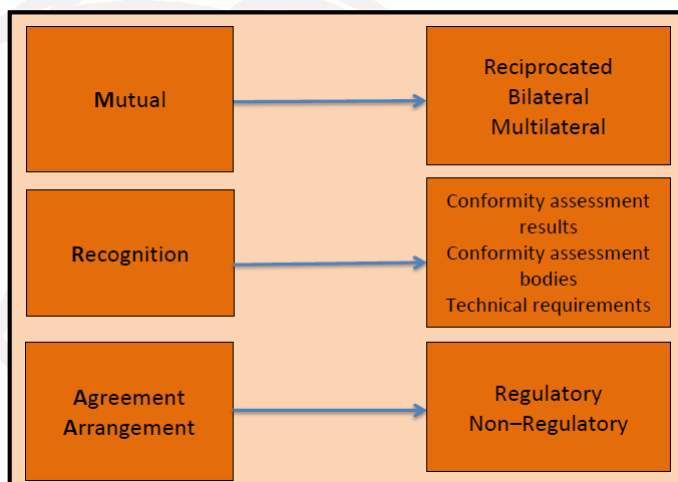 Mutual
Reciprocated
Bilateral
Multilateral
Recognition
Conformity assessment
results
Conformity assessment
bodies
Technical requirements
Agreement
Arrangement
Regulatory
Non–Regulatory